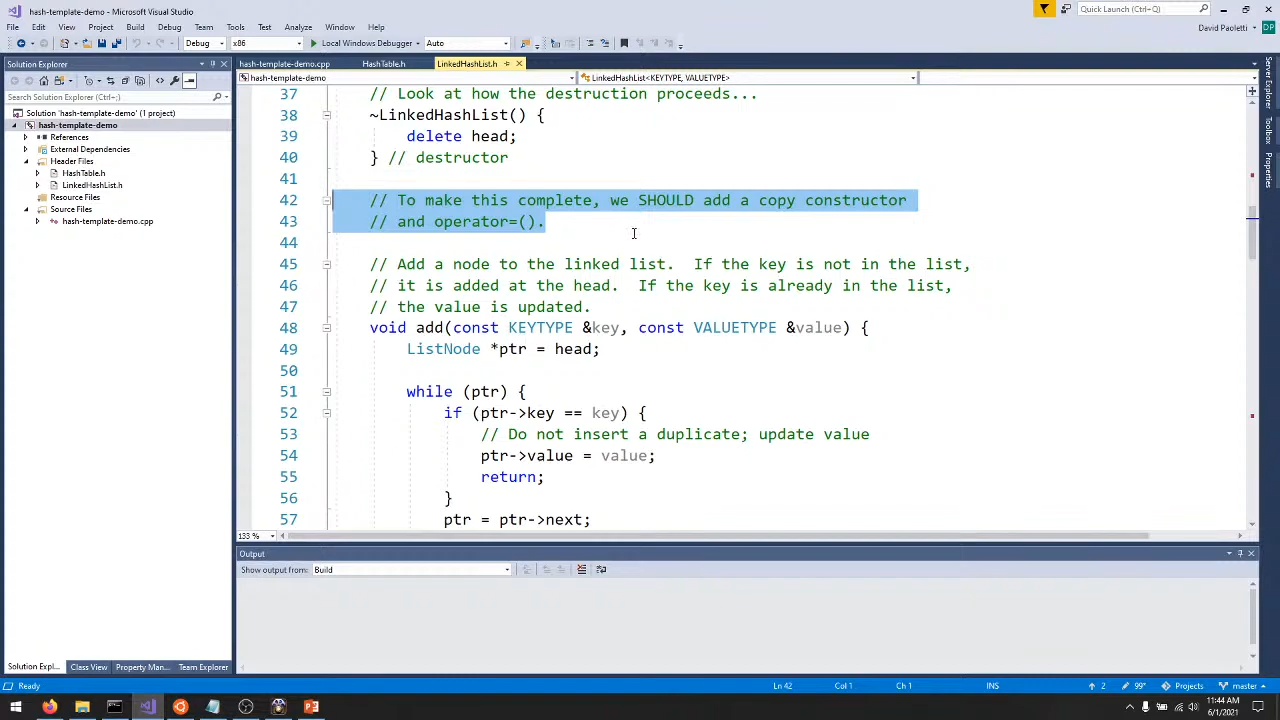 hash-template-demo - Microsoft Visual Studio
Quick Launch (Ctrl+Q)
File Edit View Project Build Debug Team Tools Test Analyze Window Help
David Paoletti DP
Debug x86 Local Windows Debugger Auto
Solution Explorer
hash-template-demo.cpp HashTable.h LinkedHashList.h
hash-template-demo LinkedHashList<KEYTYPE, VALUETYPE>
Search Solution Explorer (Ctrl+;)
Solution 'hash-template-demo' (1 project)
hash-template-demo
References
External Dependencies
Header Files
HashTable.h
LinkedHashList.h
Resource Files
Source Files
hash-template-demo.cpp
37 // Look at how the destruction proceeds...
38 ~LinkedHashList() {
39 delete head;
40 } // destructor
41
42 // To make this complete, we SHOULD add a copy constructor
43 // and operator=().
44
45 // Add a node to the linked list.  If the key is not in the list,
46 // it is added at the head.  If the key is already in the list,
47 // the value is updated.
48 void add(const KEYTYPE &key, const VALUETYPE &value) {
49 ListNode *ptr = head;
50
51 while (ptr) {
52 if (ptr->key == key) {
53 // Do not insert a duplicate; update value
54 ptr->value = value;
55 return;
56 }
57 ptr = ptr->next;
133 %
Output
Show output from: Build
Server Explorer
Toolbox
Properties
Solution Expl... Class View Property Man... Team Explorer
Ready Ln 42 Col 1 Ch 1 INS 2 99+ Projects master
11:44 AM
6/1/2021